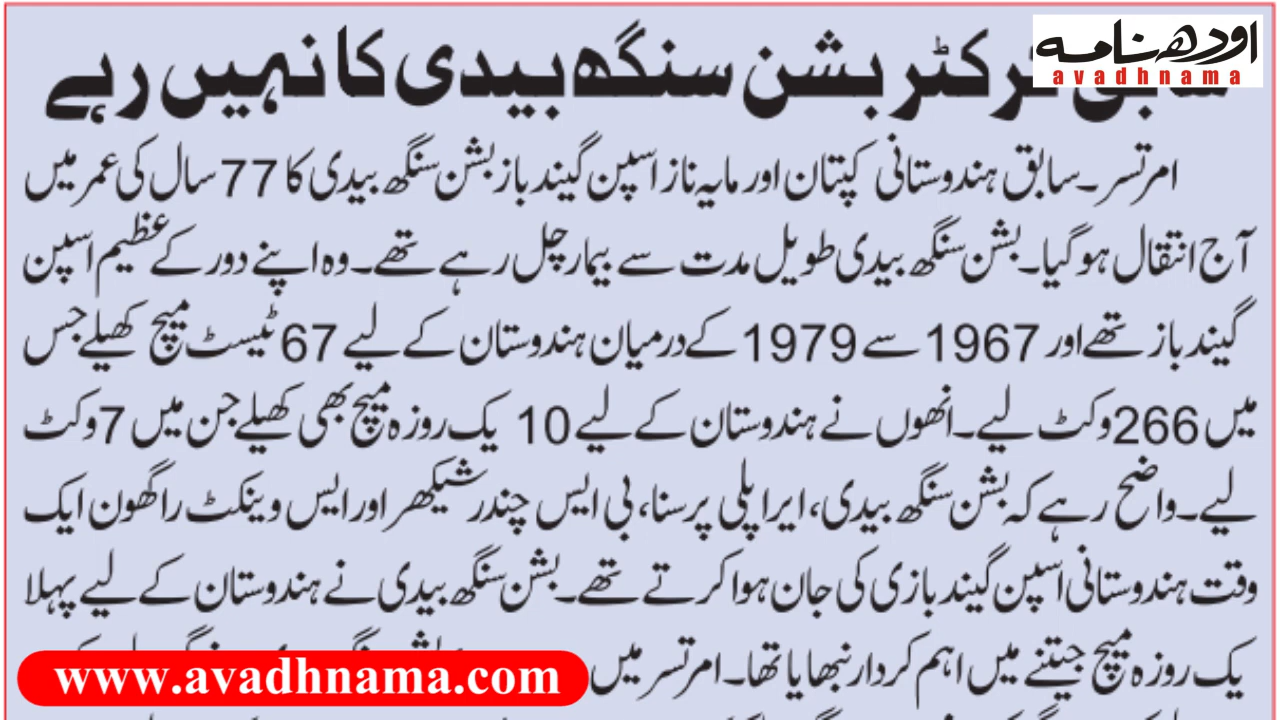 اودھ نامہ
avadhnama
کرکٹر بشن سنگھ بیدی کا نہیں رہے
امرتسر۔ سابق ہندوستانی کپتان اور مایہ ناز اسپن گیند باز بشن سنگھ بیدی کا 77 سال کی عمر میں
آج انتقال ہو گیا۔ بشن سنگھ بیدی طویل مدت سے بیمار چل رہے تھے۔ وہ اپنے دور کے عظیم اسپن
گیند باز تھے اور 1967 سے 1979 کے درمیان ہندوستان کے لیے 67 ٹیسٹ میچ کھیلے جس
میں 266 وکٹ لیے۔ انھوں نے ہندوستان کے لیے 10 یک روزہ میچ بھی کھیلے جن میں 7 وکٹ
لیے۔ واضح رہے کہ بشن سنگھ بیدی، ایراپلی پرسنا، بی ایس چندر شیکھر اور ایس وینکٹ راگھون ایک
وقت ہندوستانی اسپن گیند بازی کی جان ہوا کرتے تھے۔ بشن سنگھ بیدی نے ہندوستان کے لیے پہلا
یک روزہ میچ جیتنے میں اہم کردار نبھایا تھا۔ امرتسر میں
www.avadhnama.com